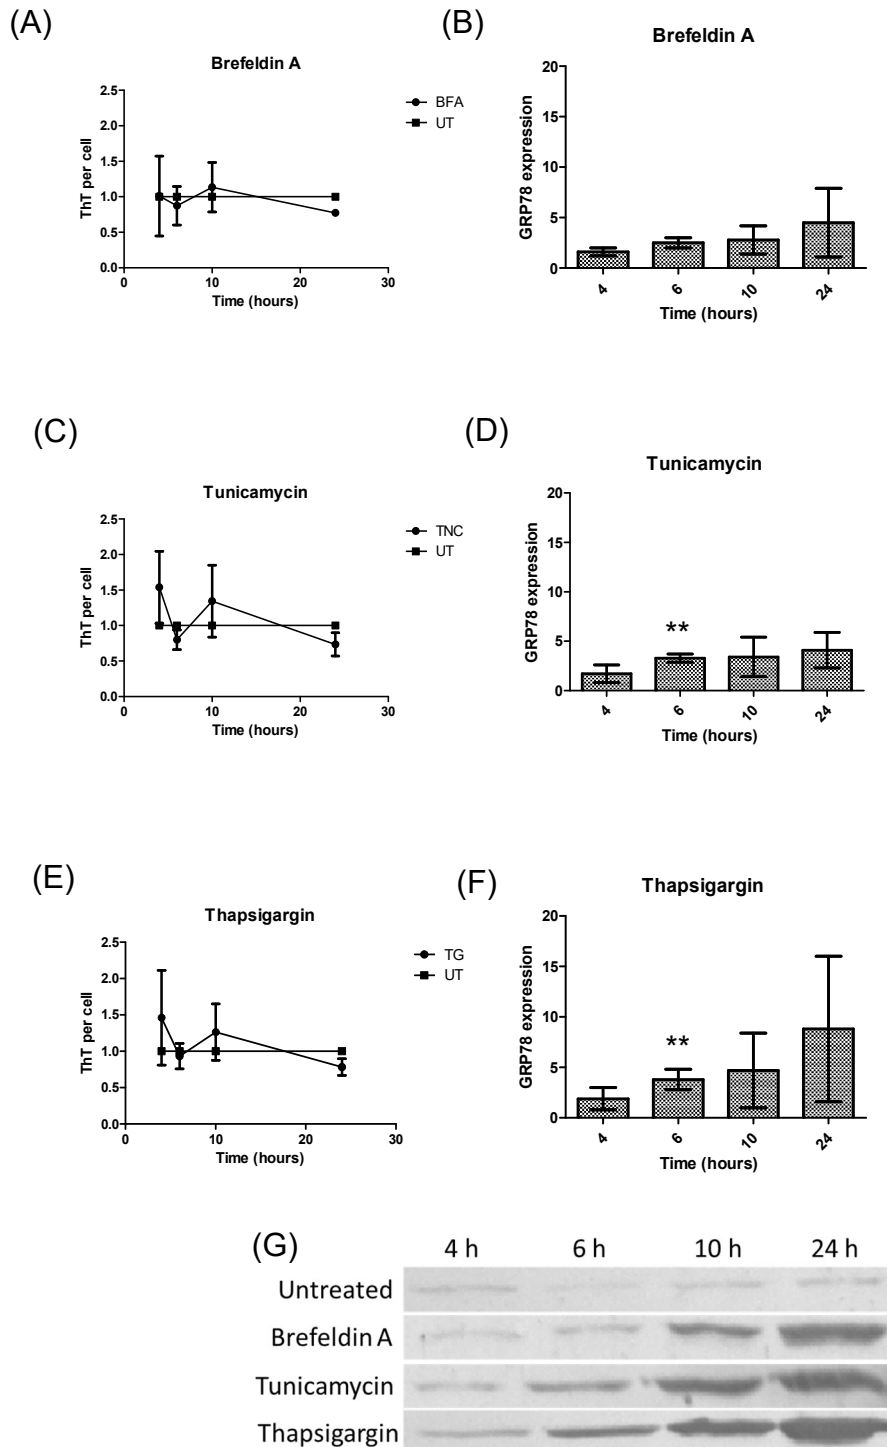 (A)
Brefeldin A
2.5
2.0
1.5
1.0
0.5
0.0
ThT per cell
0 10 20 30
Time (hours)
BFA
UT
(B)
Brefeldin A
20
15
10
5
0
GRP78 expression
4 6 10 24
Time (hours)
(C)
Tunicamycin
2.5
2.0
1.5
1.0
0.5
0.0
ThT per cell
0 10 20 30
Time (hours)
TNC
UT
(D)
Tunicamycin
20
15
10
5
0
GRP78 expression
**
4 6 10 24
Time (hours)
(E)
Thapsigargin
2.5
2.0
1.5
1.0
0.5
0.0
ThT per cell
0 10 20 30
Time (hours)
TG
UT
(F)
Thapsigargin
20
15
10
5
0
GRP78 expression
**
4 6 10 24
Time (hours)
(G) 4 h 6 h 10 h 24 h
Untreated
Brefeldin A
Tunicamycin
Thapsigargin